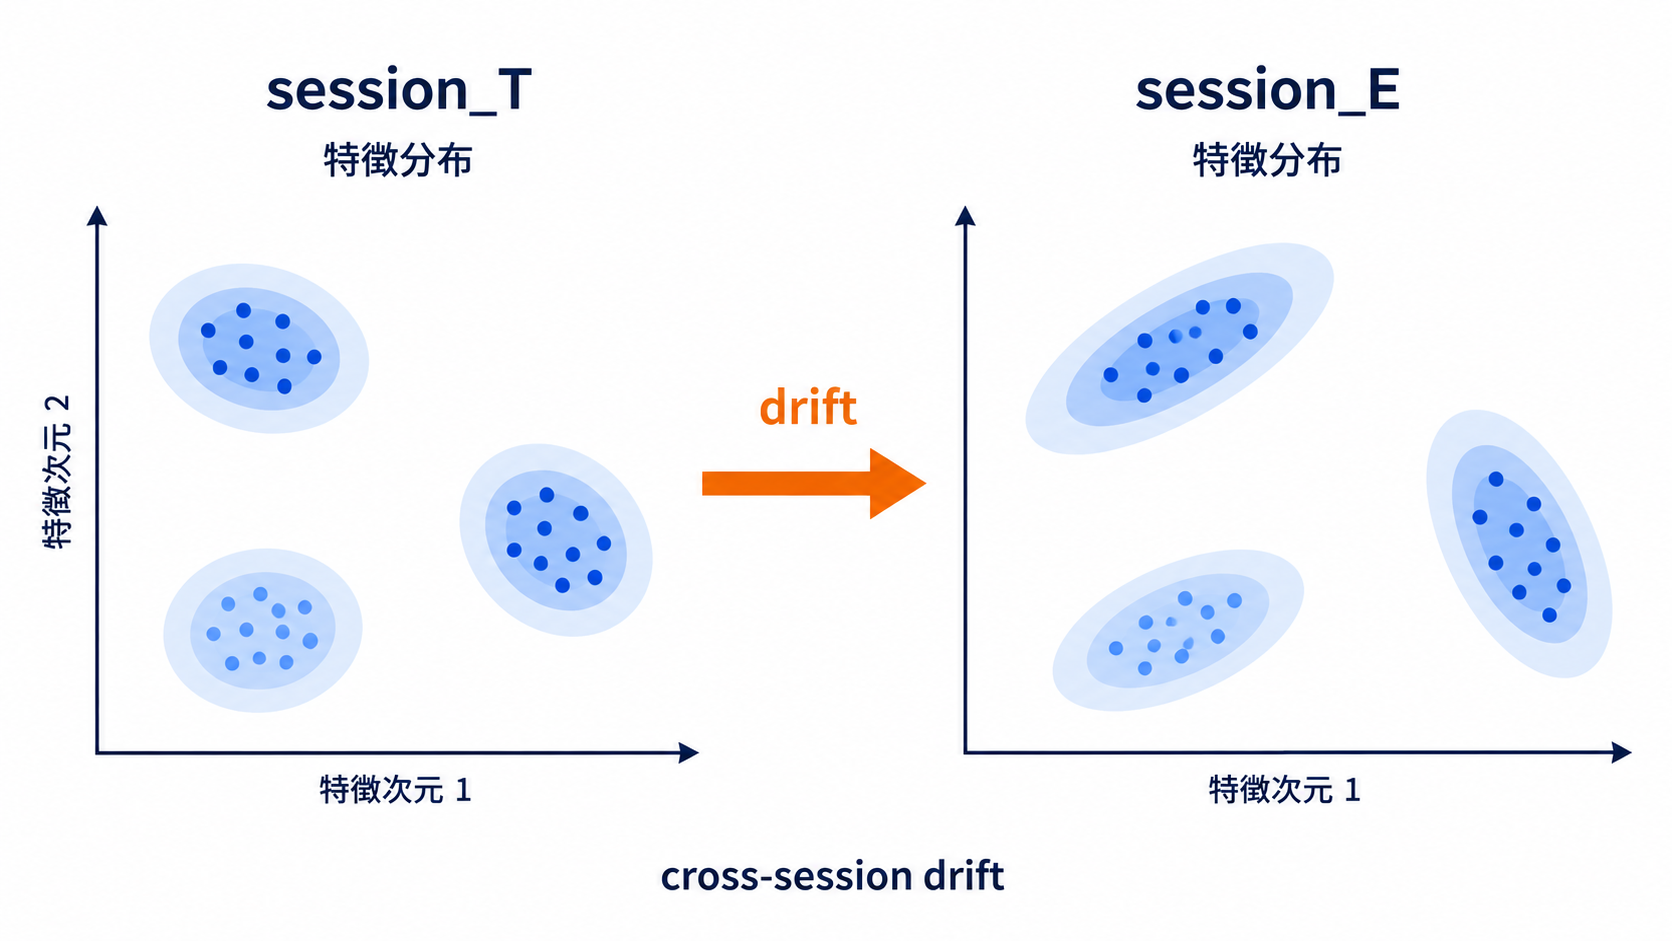 session_T
特徴分布
特徴次元 2
特徴次元 1
drift
session_E
特徴分布
特徴次元 1
cross-session drift